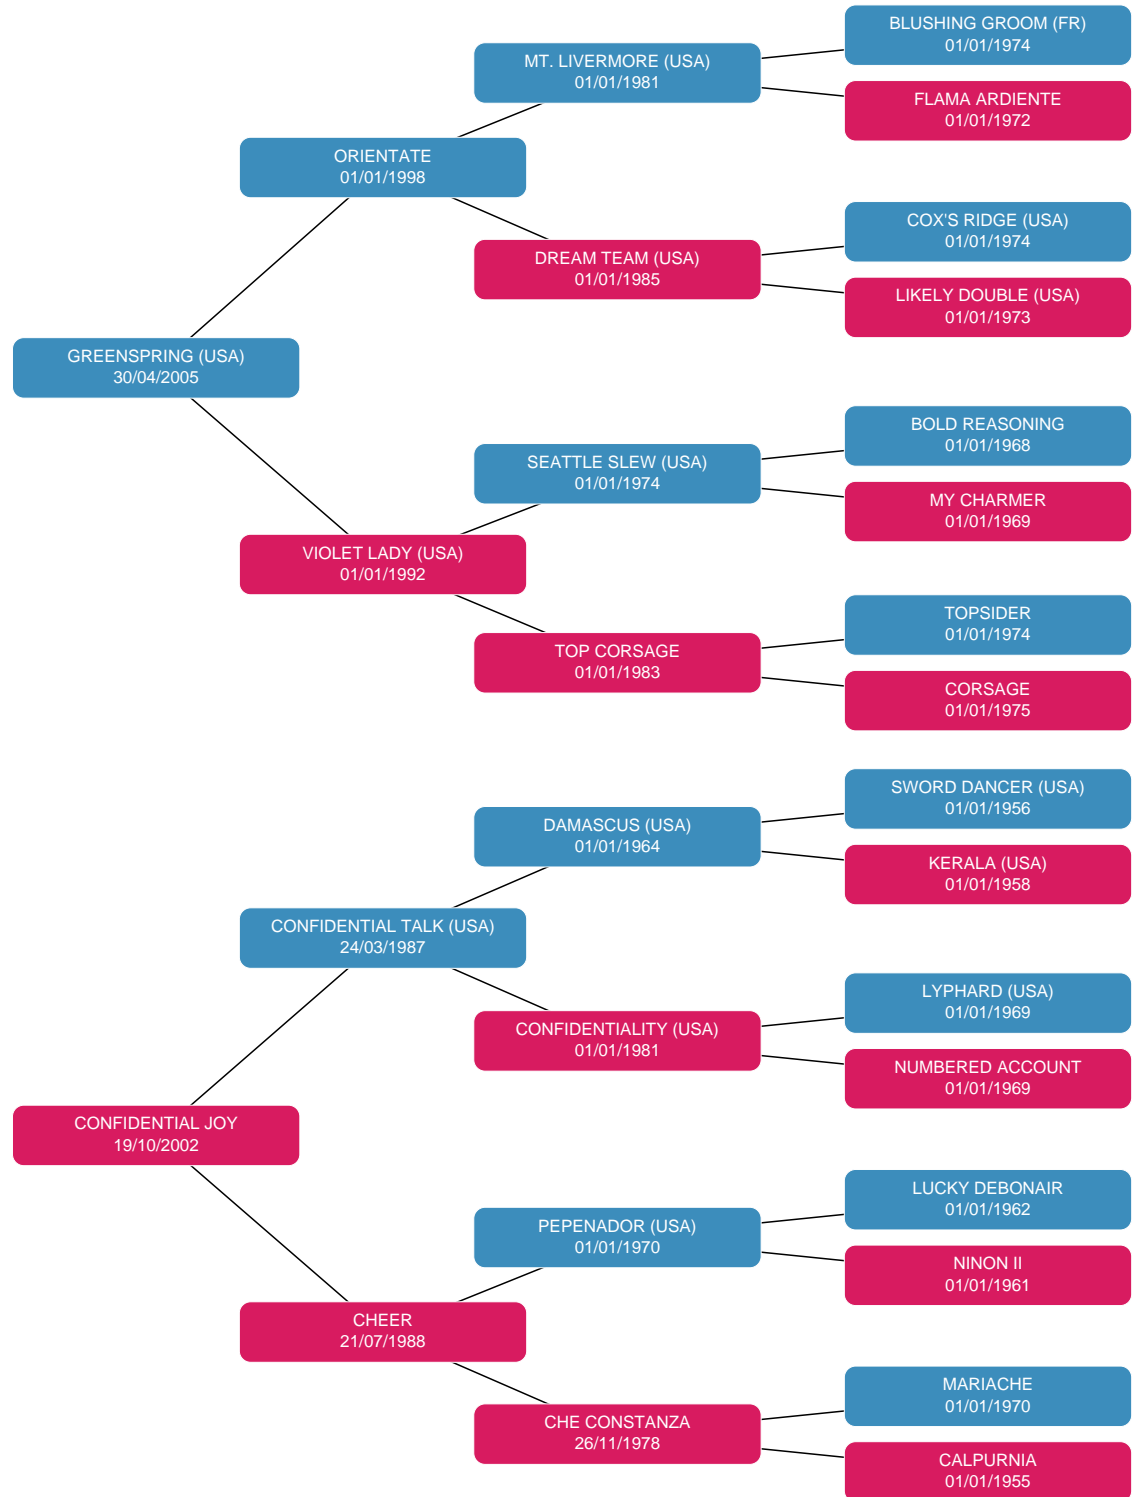 BLUSHING GROOM (FR)
01/01/1974
MT. LIVERMORE (USA)
01/01/1981
FLAMA ARDIENTE
01/01/1972
ORIENTATE
01/01/1998
COX'S RIDGE (USA)
01/01/1974
DREAM TEAM (USA)
01/01/1985
LIKELY DOUBLE (USA)
01/01/1973
GREENSPRING (USA)
30/04/2005
BOLD REASONING
01/01/1968
SEATTLE SLEW (USA)
01/01/1974
MY CHARMER
01/01/1969
VIOLET LADY (USA)
01/01/1992
TOPSIDER
01/01/1974
TOP CORSAGE
01/01/1983
CORSAGE
01/01/1975
SWORD DANCER (USA)
01/01/1956
DAMASCUS (USA)
01/01/1964
KERALA (USA)
01/01/1958
CONFIDENTIAL TALK (USA)
24/03/1987
LYPHARD (USA)
01/01/1969
CONFIDENTIALITY (USA)
01/01/1981
NUMBERED ACCOUNT
01/01/1969
CONFIDENTIAL JOY
19/10/2002
LUCKY DEBONAIR
01/01/1962
PEPENADOR (USA)
01/01/1970
NINON II
01/01/1961
CHEER
21/07/1988
MARIACHE
01/01/1970
CHE CONSTANZA
26/11/1978
CALPURNIA
01/01/1955